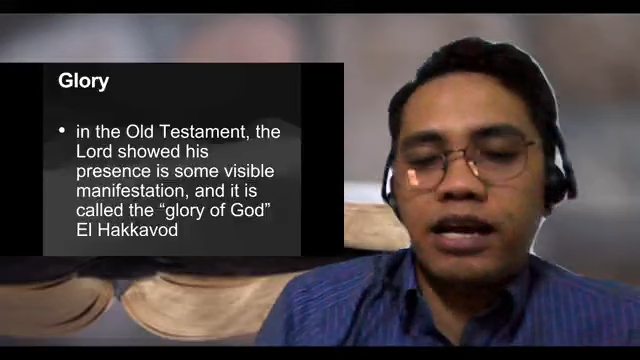 Glory
• in the Old Testament, the
Lord showed his
presence is some visible
manifestation, and it is
called the “glory of God”
El Hakkavod